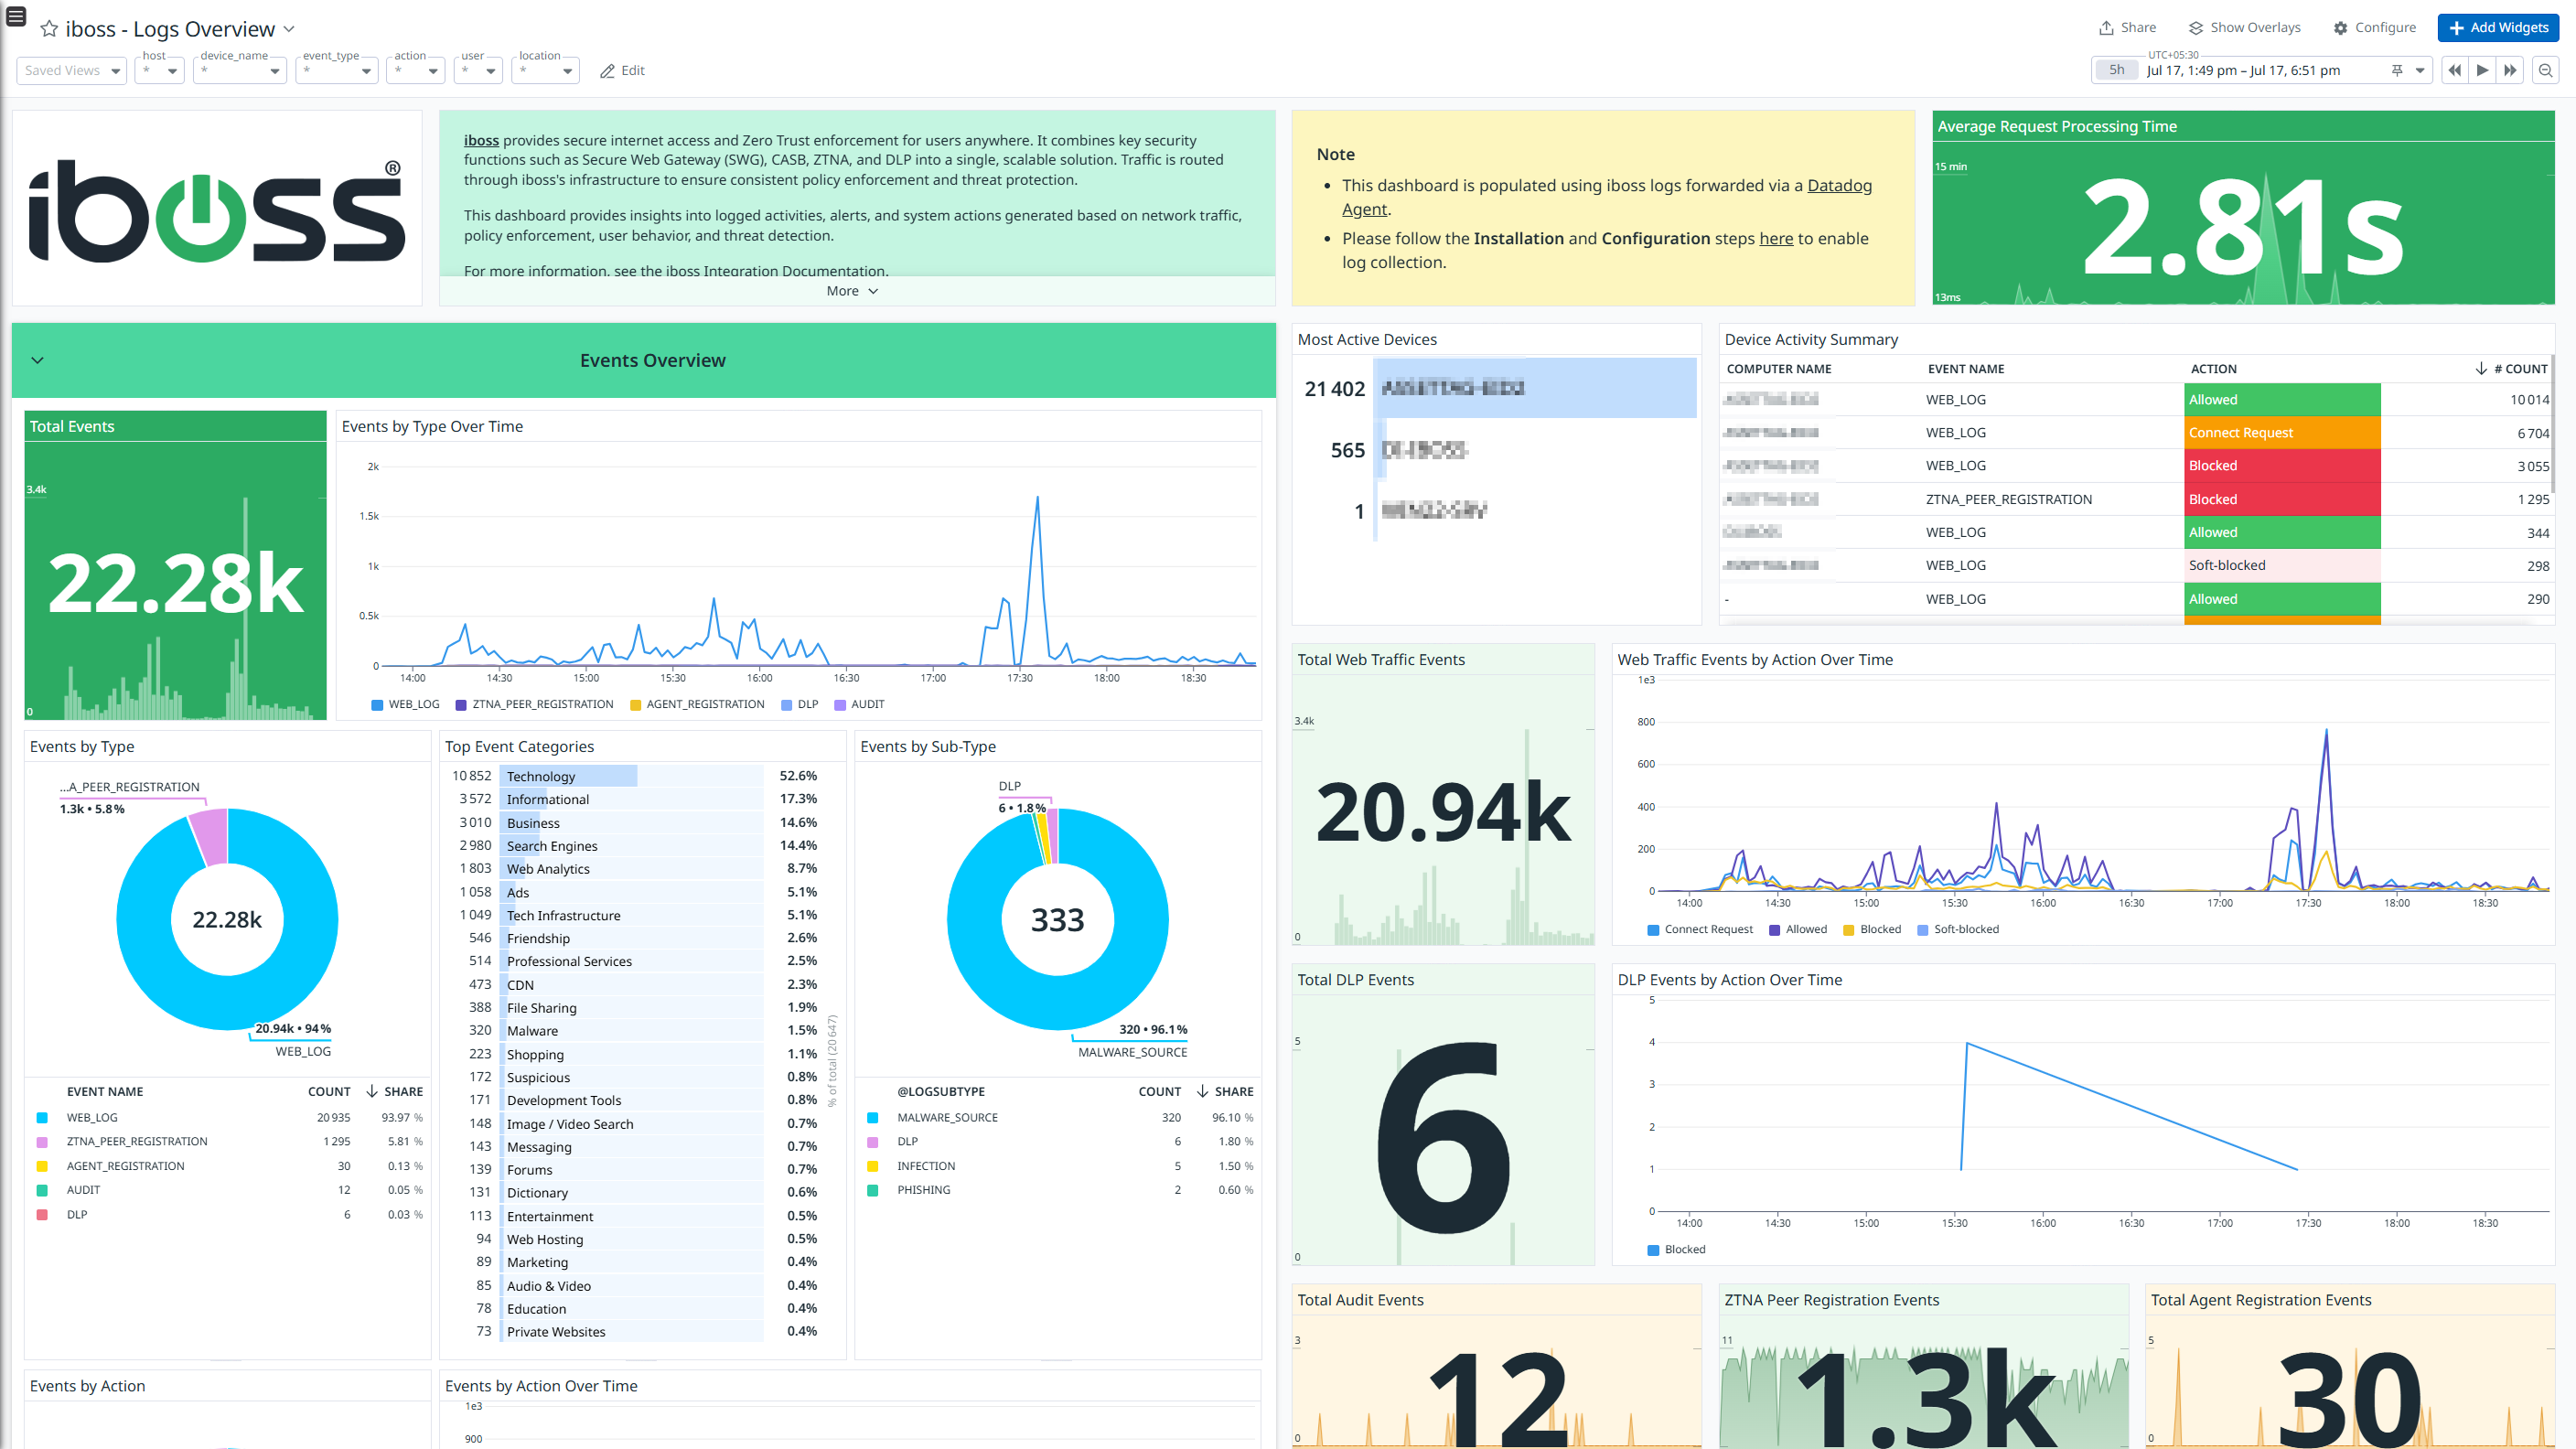 iboss - Logs Overview
Share
Show Overlays
Configure
Add Widgets
Saved Views
host
*
device_name
*
event_type
*
action
*
user
*
location
*
Edit
UTC+05:30
5h
Jul 17, 1:49 pm – Jul 17, 6:51 pm
iboss®
iboss provides secure internet access and Zero Trust enforcement for users anywhere. It combines key security
functions such as Secure Web Gateway (SWG), CASB, ZTNA, and DLP into a single, scalable solution. Traffic is routed
through iboss's infrastructure to ensure consistent policy enforcement and threat protection.
This dashboard provides insights into logged activities, alerts, and system actions generated based on network traffic,
policy enforcement, user behavior, and threat detection.
For more information, see the iboss Integration Documentation.
More
Note
• This dashboard is populated using iboss logs forwarded via a Datadog
Agent.
• Please follow the Installation and Configuration steps here to enable
log collection.
Average Request Processing Time
15 min
2.81s
13ms
Events Overview
Total Events
3.4k
22.28k
0
Events by Type Over Time
2k
1.5k
1k
0.5k
0
14:00 14:30 15:00 15:30 16:00 16:30 17:00 17:30 18:00 18:30
WEB_LOG ZTNA_PEER_REGISTRATION AGENT_REGISTRATION DLP AUDIT
Events by Type
...A_PEER_REGISTRATION
1.3k • 5.8%
22.28k
20.94k • 94%
WEB_LOG
EVENT NAME COUNT SHARE
WEB_LOG 20 935 93.97 %
ZTNA_PEER_REGISTRATION 1 295 5.81 %
AGENT_REGISTRATION 30 0.13 %
AUDIT 12 0.05 %
DLP 6 0.03 %
Top Event Categories
10 852 Technology 52.6%
3 572 Informational 17.3%
3 010 Business 14.6%
2 980 Search Engines 14.4%
1 803 Web Analytics 8.7%
1 058 Ads 5.1%
1 049 Tech Infrastructure 5.1%
546 Friendship 2.6%
514 Professional Services 2.5%
473 CDN 2.3%
388 File Sharing 1.9%
320 Malware 1.5%
223 Shopping 1.1%
172 Suspicious 0.8%
171 Development Tools 0.8%
148 Image / Video Search 0.7%
143 Messaging 0.7%
139 Forums 0.7%
131 Dictionary 0.6%
113 Entertainment 0.5%
94 Web Hosting 0.5%
89 Marketing 0.4%
85 Audio & Video 0.4%
78 Education 0.4%
73 Private Websites 0.4%
% of total (20 647)
Events by Sub-Type
DLP
6 • 1.8%
333
320 • 96.1%
MALWARE_SOURCE
@LOGSUBTYPE COUNT SHARE
MALWARE_SOURCE 320 96.10 %
DLP 6 1.80 %
INFECTION 5 1.50 %
PHISHING 2 0.60 %
Events by Action
Events by Action Over Time
1e3
900
Most Active Devices
21 402
565
1
Device Activity Summary
COMPUTER NAME EVENT NAME ACTION # COUNT
WEB_LOG Allowed 10 014
WEB_LOG Connect Request 6 704
WEB_LOG Blocked 3 055
ZTNA_PEER_REGISTRATION Blocked 1 295
WEB_LOG Allowed 344
WEB_LOG Soft-blocked 298
- WEB_LOG Allowed 290
Total Web Traffic Events
3.4k
20.94k
0
Web Traffic Events by Action Over Time
1e3
800
600
400
200
0
14:00 14:30 15:00 15:30 16:00 16:30 17:00 17:30 18:00 18:30
Connect Request Allowed Blocked Soft-blocked
Total DLP Events
5
6
0
DLP Events by Action Over Time
5
4
3
2
1
0
14:00 14:30 15:00 15:30 16:00 16:30 17:00 17:30 18:00 18:30
Blocked
Total Audit Events
3
12
0
ZTNA Peer Registration Events
11
1.3k
Total Agent Registration Events
5
30
0